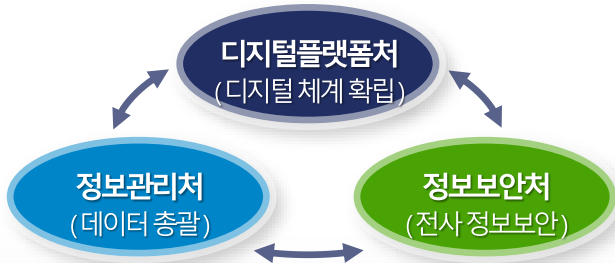 디지털플랫폼처
(디지털 체계 확립)
정보관리처
(데이터 총괄)
정보보안처
(전사 정보보안)